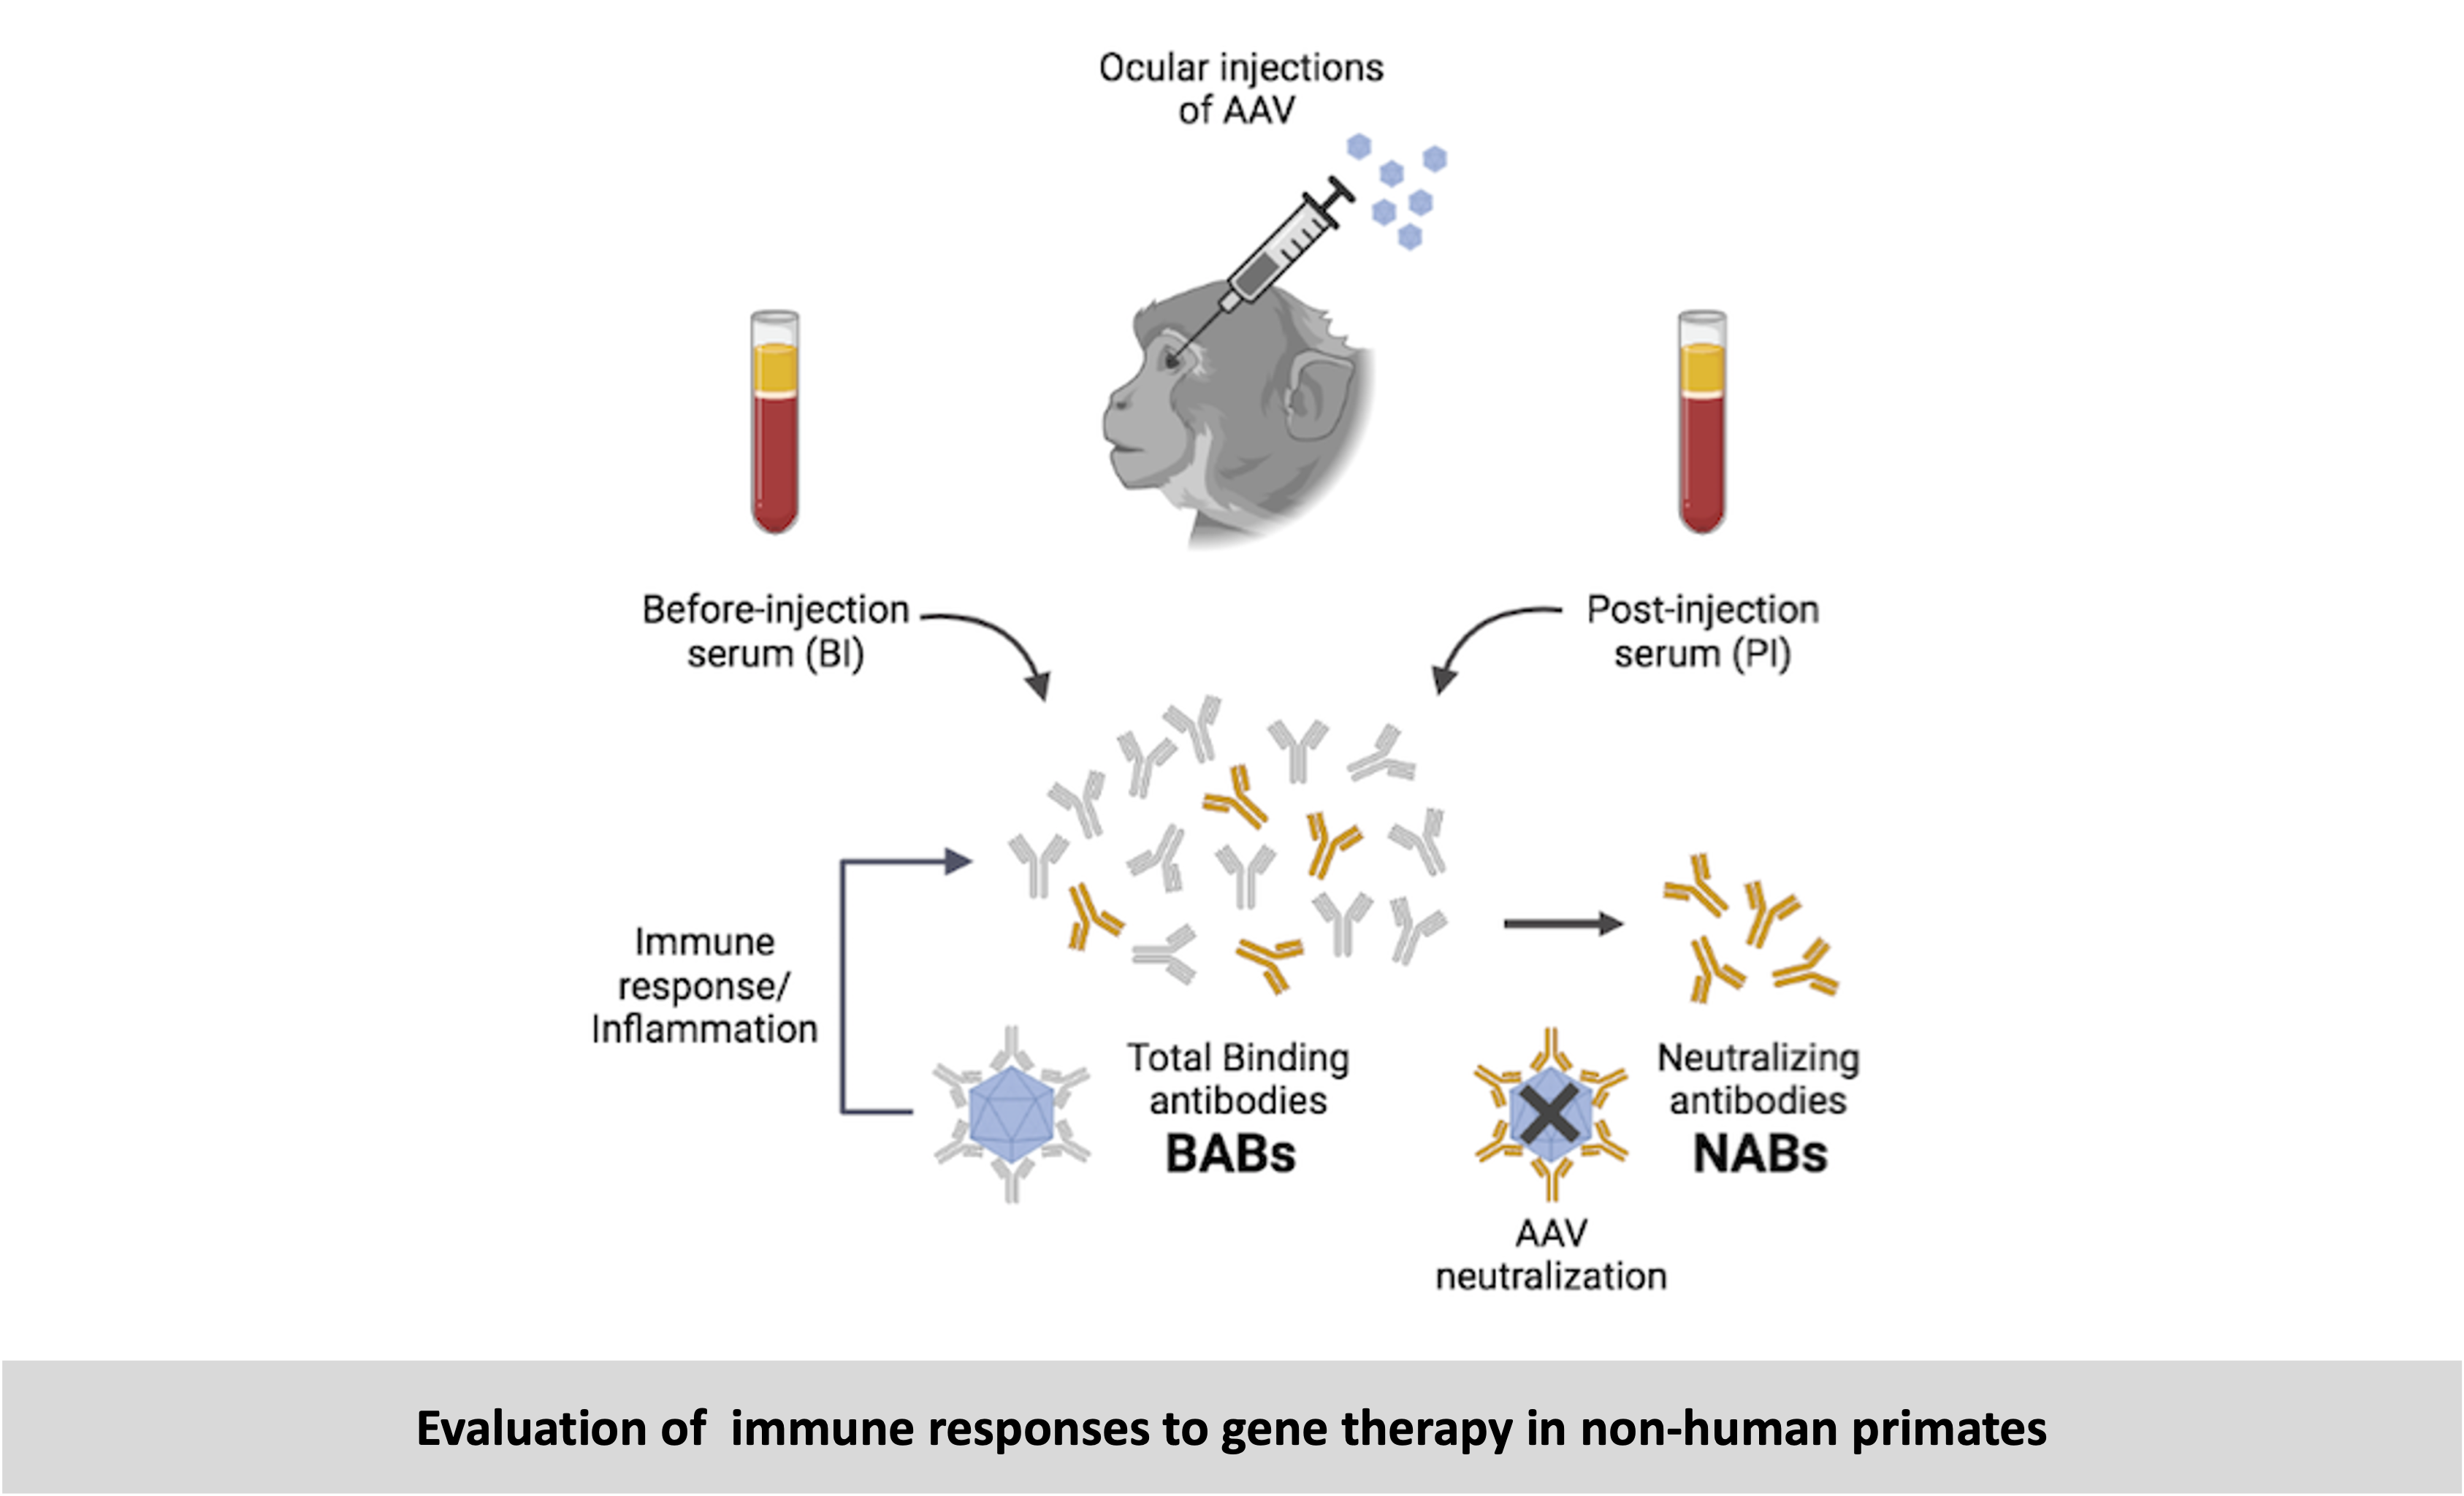 Ocular injections
of AAV
Before-injection
serum (BI)
Post-injection
serum (PI)
Immune
response/
Inflammation
Total Binding
antibodies
BABs
Neutralizing
antibodies
NABs
AAV
neutralization
Evaluation of  immune responses to gene therapy in non-human primates